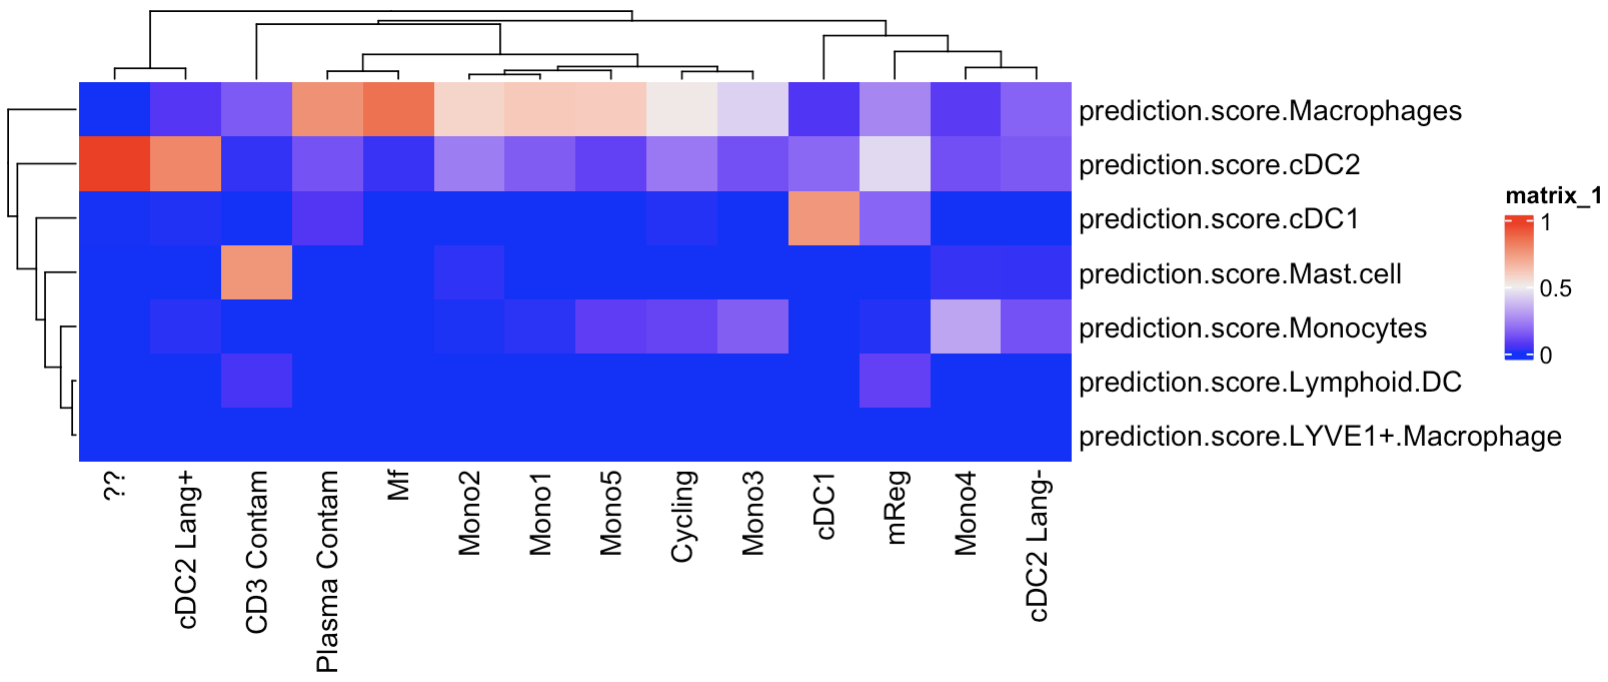 prediction.score.Macrophages
prediction.score.cDC2
prediction.score.cDC1
prediction.score.Mast.cell
prediction.score.Monocytes
prediction.score.Lymphoid.DC
prediction.score.LYVE1+.Macrophage
matrix_1
1
0.5
0
??
cDC2 Lang+
CD3 Contam
Plasma Contam
Mf
Mono2
Mono1
Mono5
Cycling
Mono3
cDC1
mReg
Mono4
cDC2 Lang-